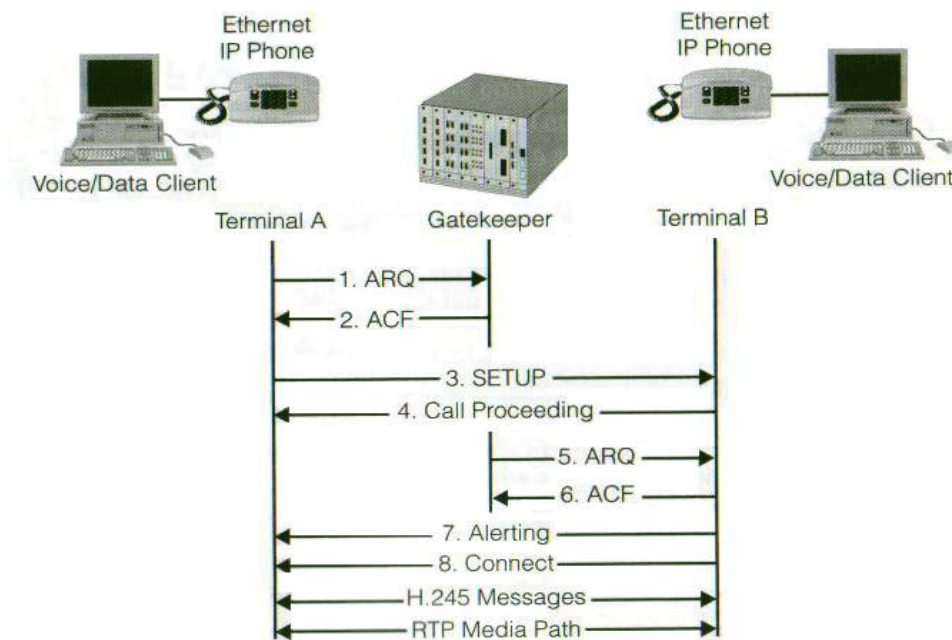 Ethernet
IP Phone
Ethernet
IP Phone
Voice/Data Client
Voice/Data Client
Terminal A
Gatekeeper
Terminal B
1. ARQ
2. ACF
3. SETUP
4. Call Proceeding
5. ARQ
6. ACF
7. Alerting
8. Connect
H.245 Messages
RTP Media Path